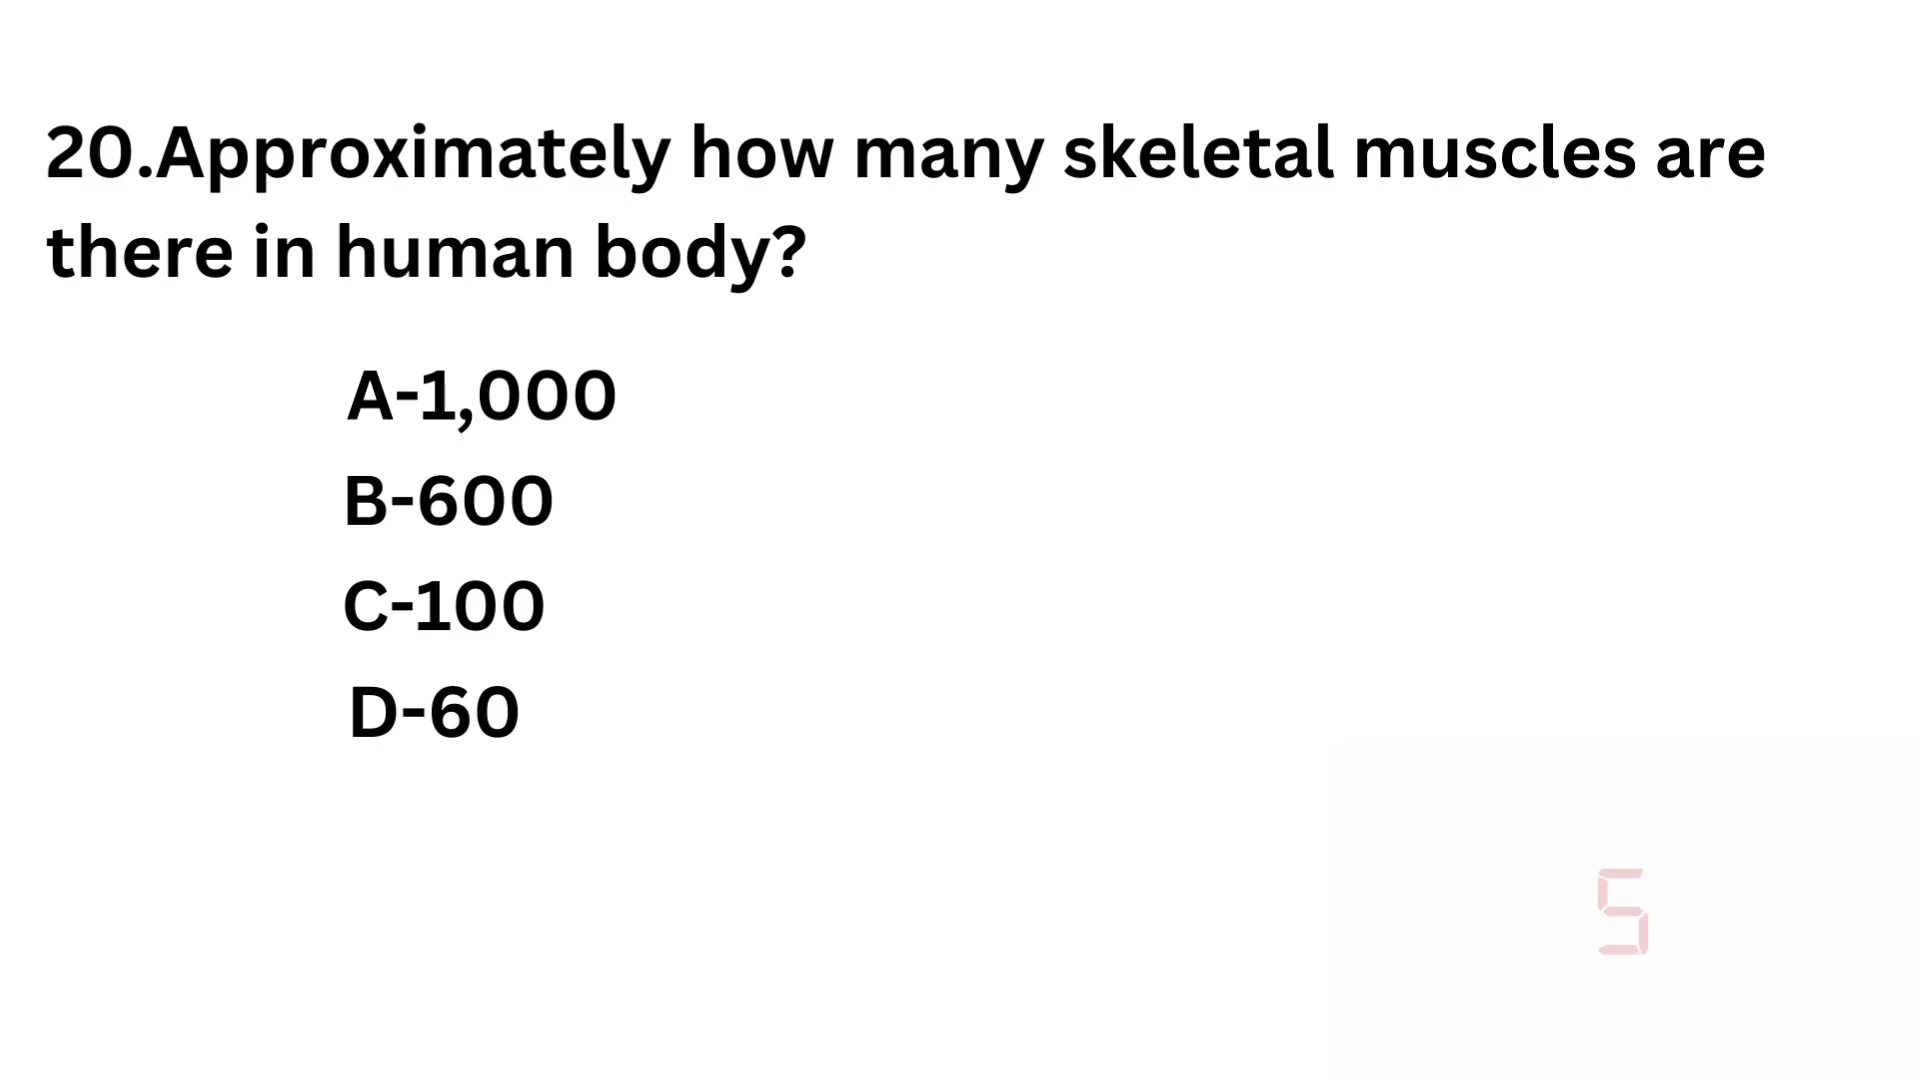 20.Approximately how many skeletal muscles are
there in human body?
A-1,000
B-600
C-100
D-60
5